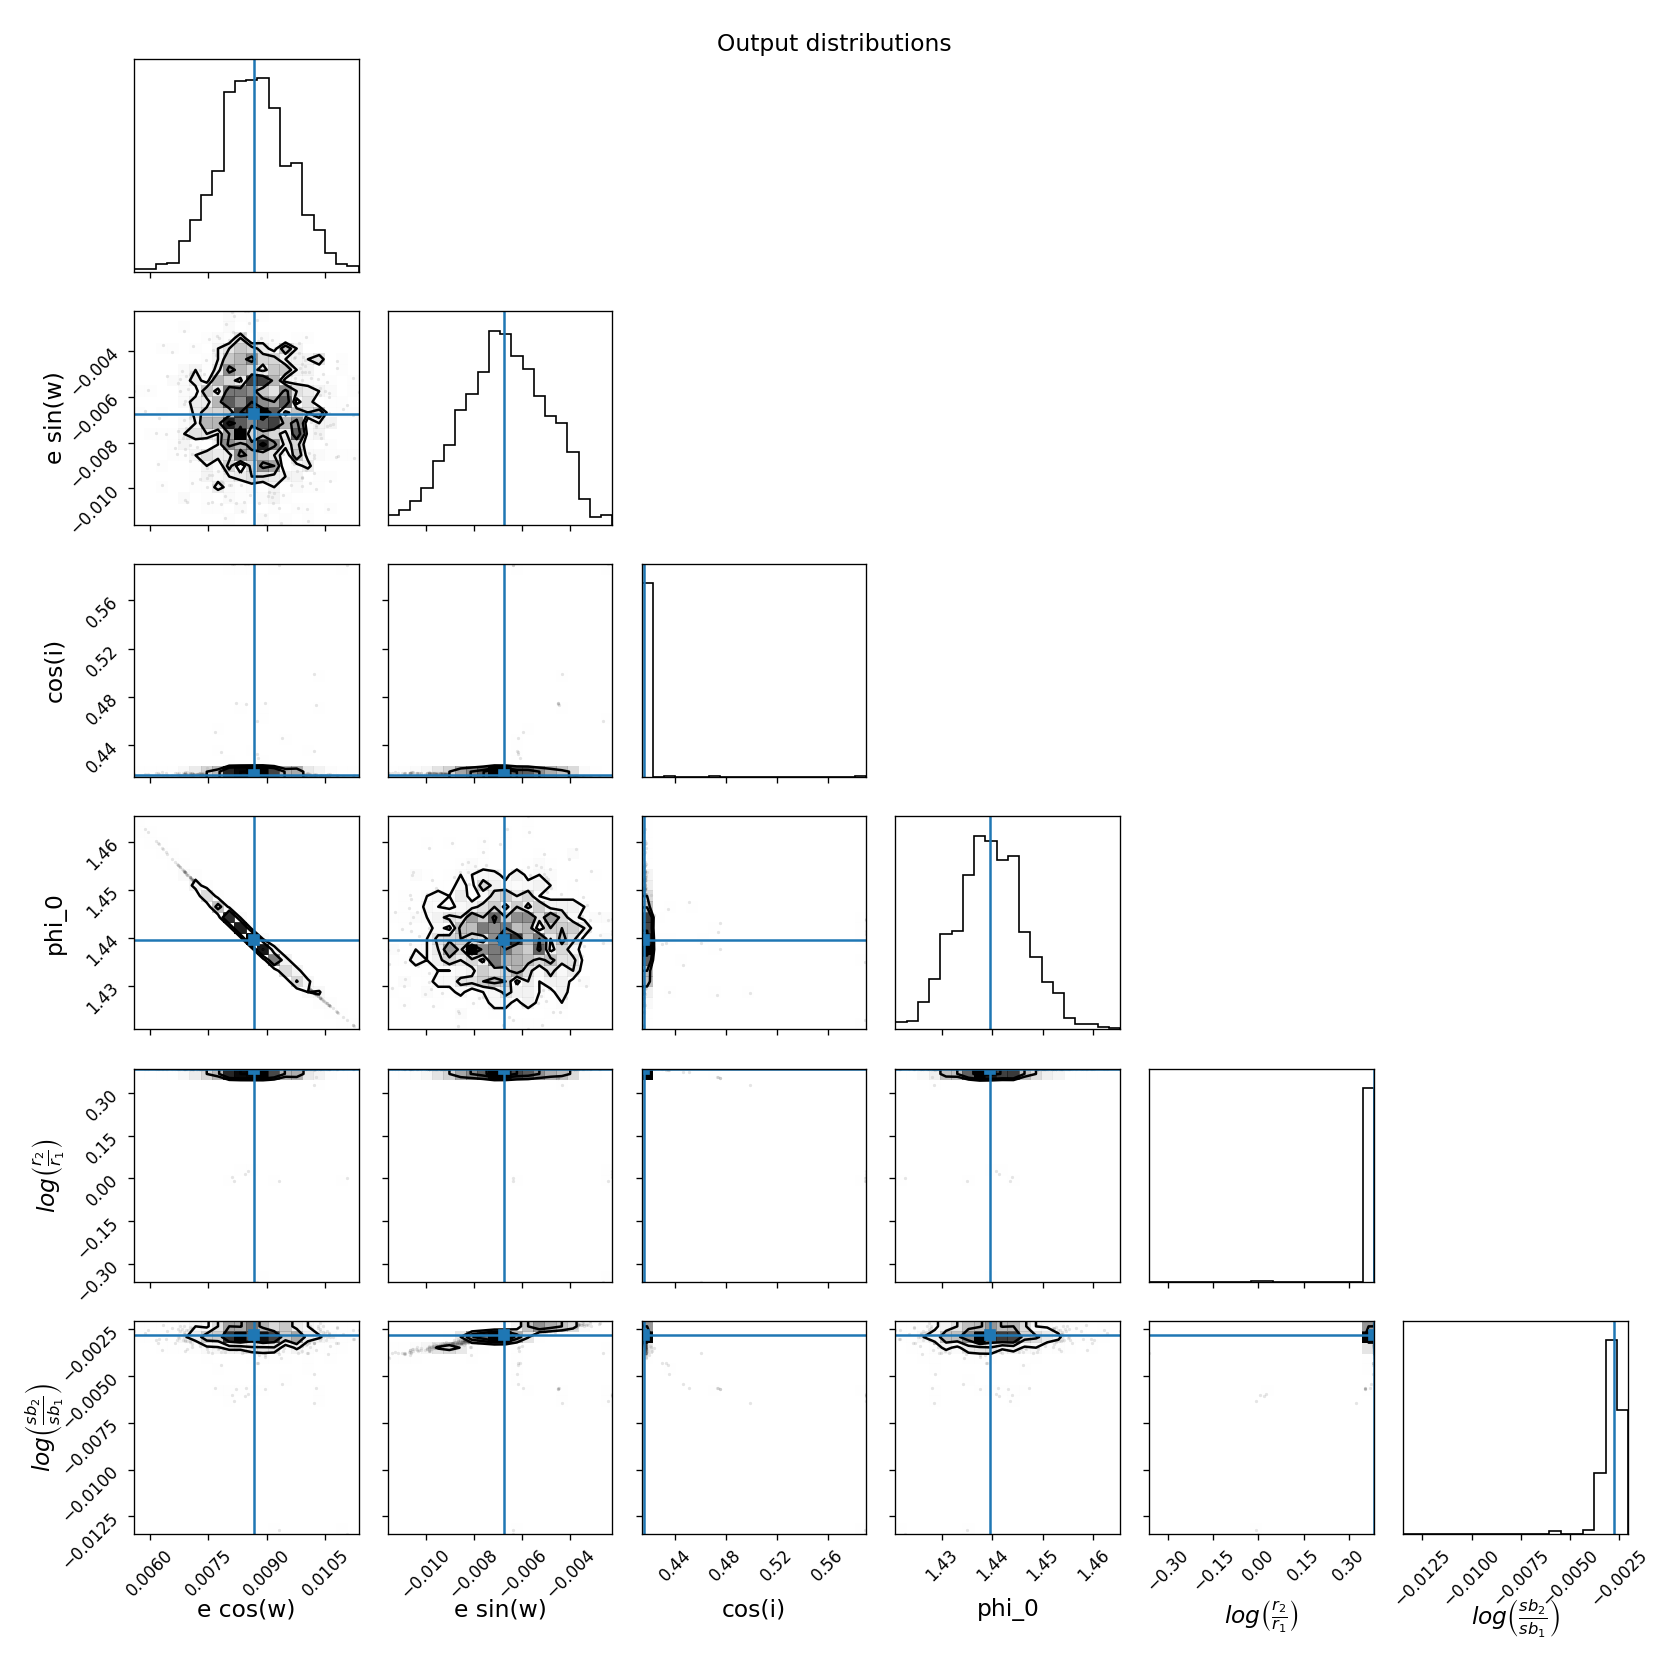 Output distributions
e sin(w)
−0.004
−0.006
−0.008
−0.010
cos(i)
0.56
0.52
0.48
0.44
phi_0
1.46
1.45
1.44
1.43
log(r₂/r₁)
0.30
0.15
0.00
−0.15
−0.30
log(sb₂/sb₁)
−0.0025
−0.0050
−0.0075
−0.0100
−0.0125
0.0060 0.0075 0.0090 0.0105
e cos(w)
−0.010 −0.008 −0.006 −0.004
e sin(w)
0.44 0.48 0.52 0.56
cos(i)
1.43 1.44 1.45 1.46
phi_0
−0.30 −0.15 0.00 0.15 0.30
log(r₂/r₁)
−0.0125 −0.0100 −0.0075 −0.0050 −0.0025
log(sb₂/sb₁)